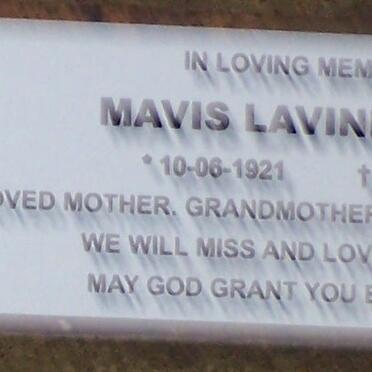 IN LOVING MEM
MAVIS LAVIN
* 10-06-1921 †
OVED MOTHER. GRANDMOTHER
WE WILL MISS AND LOV
MAY GOD GRANT YOU E